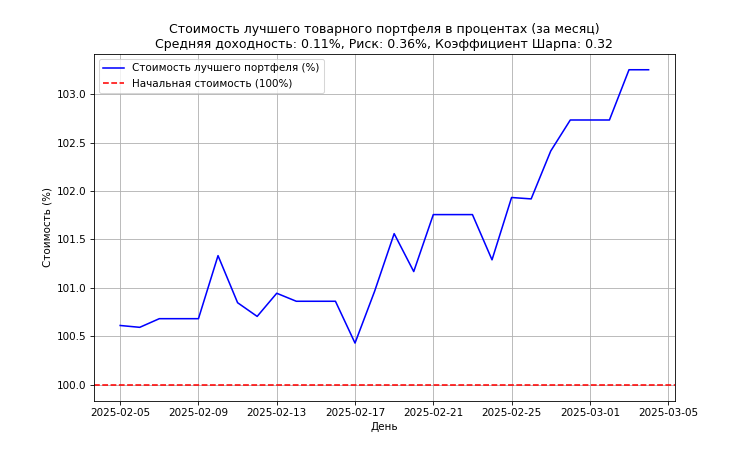 Стоимость лучшего товарного портфеля в процентах (за месяц)
Средняя доходность: 0.11%, Риск: 0.36%, Коэффициент Шарпа: 0.32
Стоимость лучшего портфеля (%)
Начальная стоимость (100%)
Стоимость (%)
103.0
102.5
102.0
101.5
101.0
100.5
100.0
2025-02-05 2025-02-09 2025-02-13 2025-02-17 2025-02-21 2025-02-25 2025-03-01 2025-03-05
День